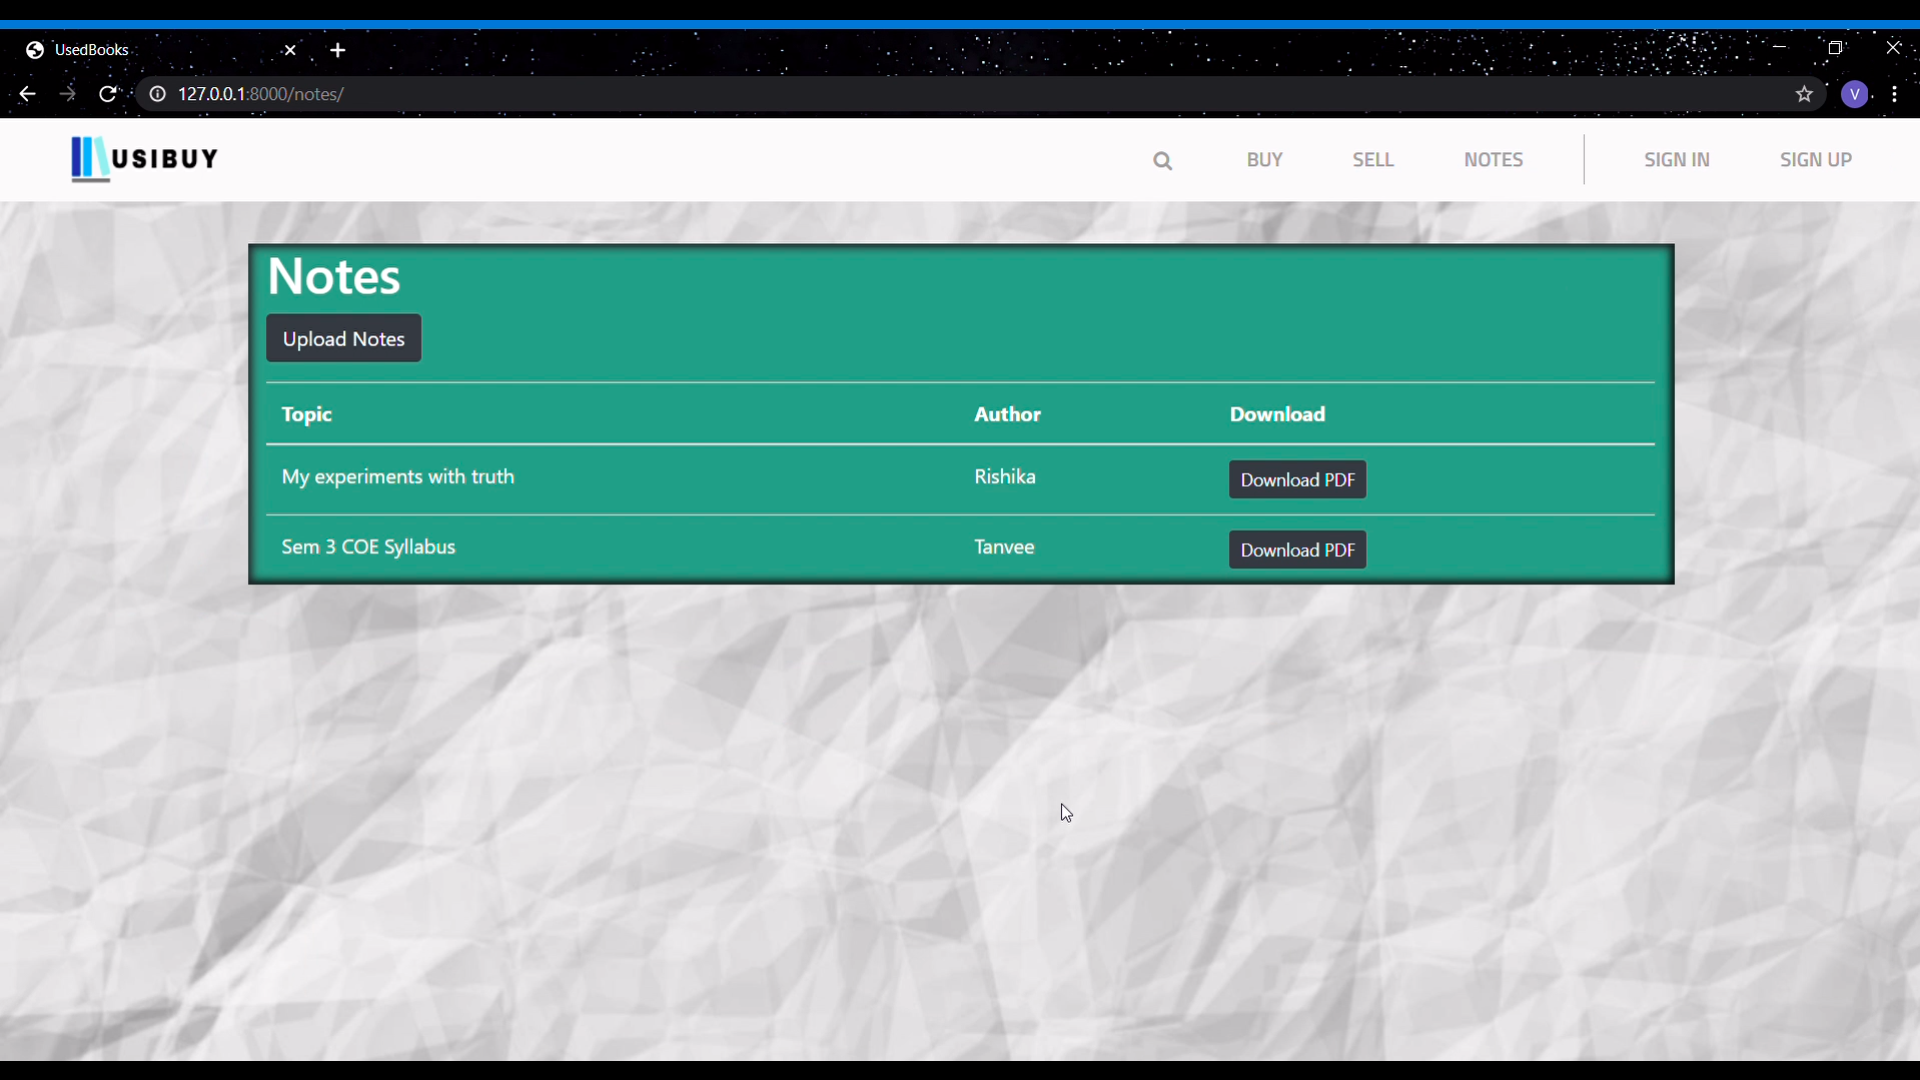 UsedBooks
127.0.0.1:8000/notes/
V
USIBUY
BUY SELL NOTES SIGN IN SIGN UP
Notes
Upload Notes
Topic Author Download
My experiments with truth Rishika Download PDF
Sem 3 COE Syllabus Tanvee Download PDF